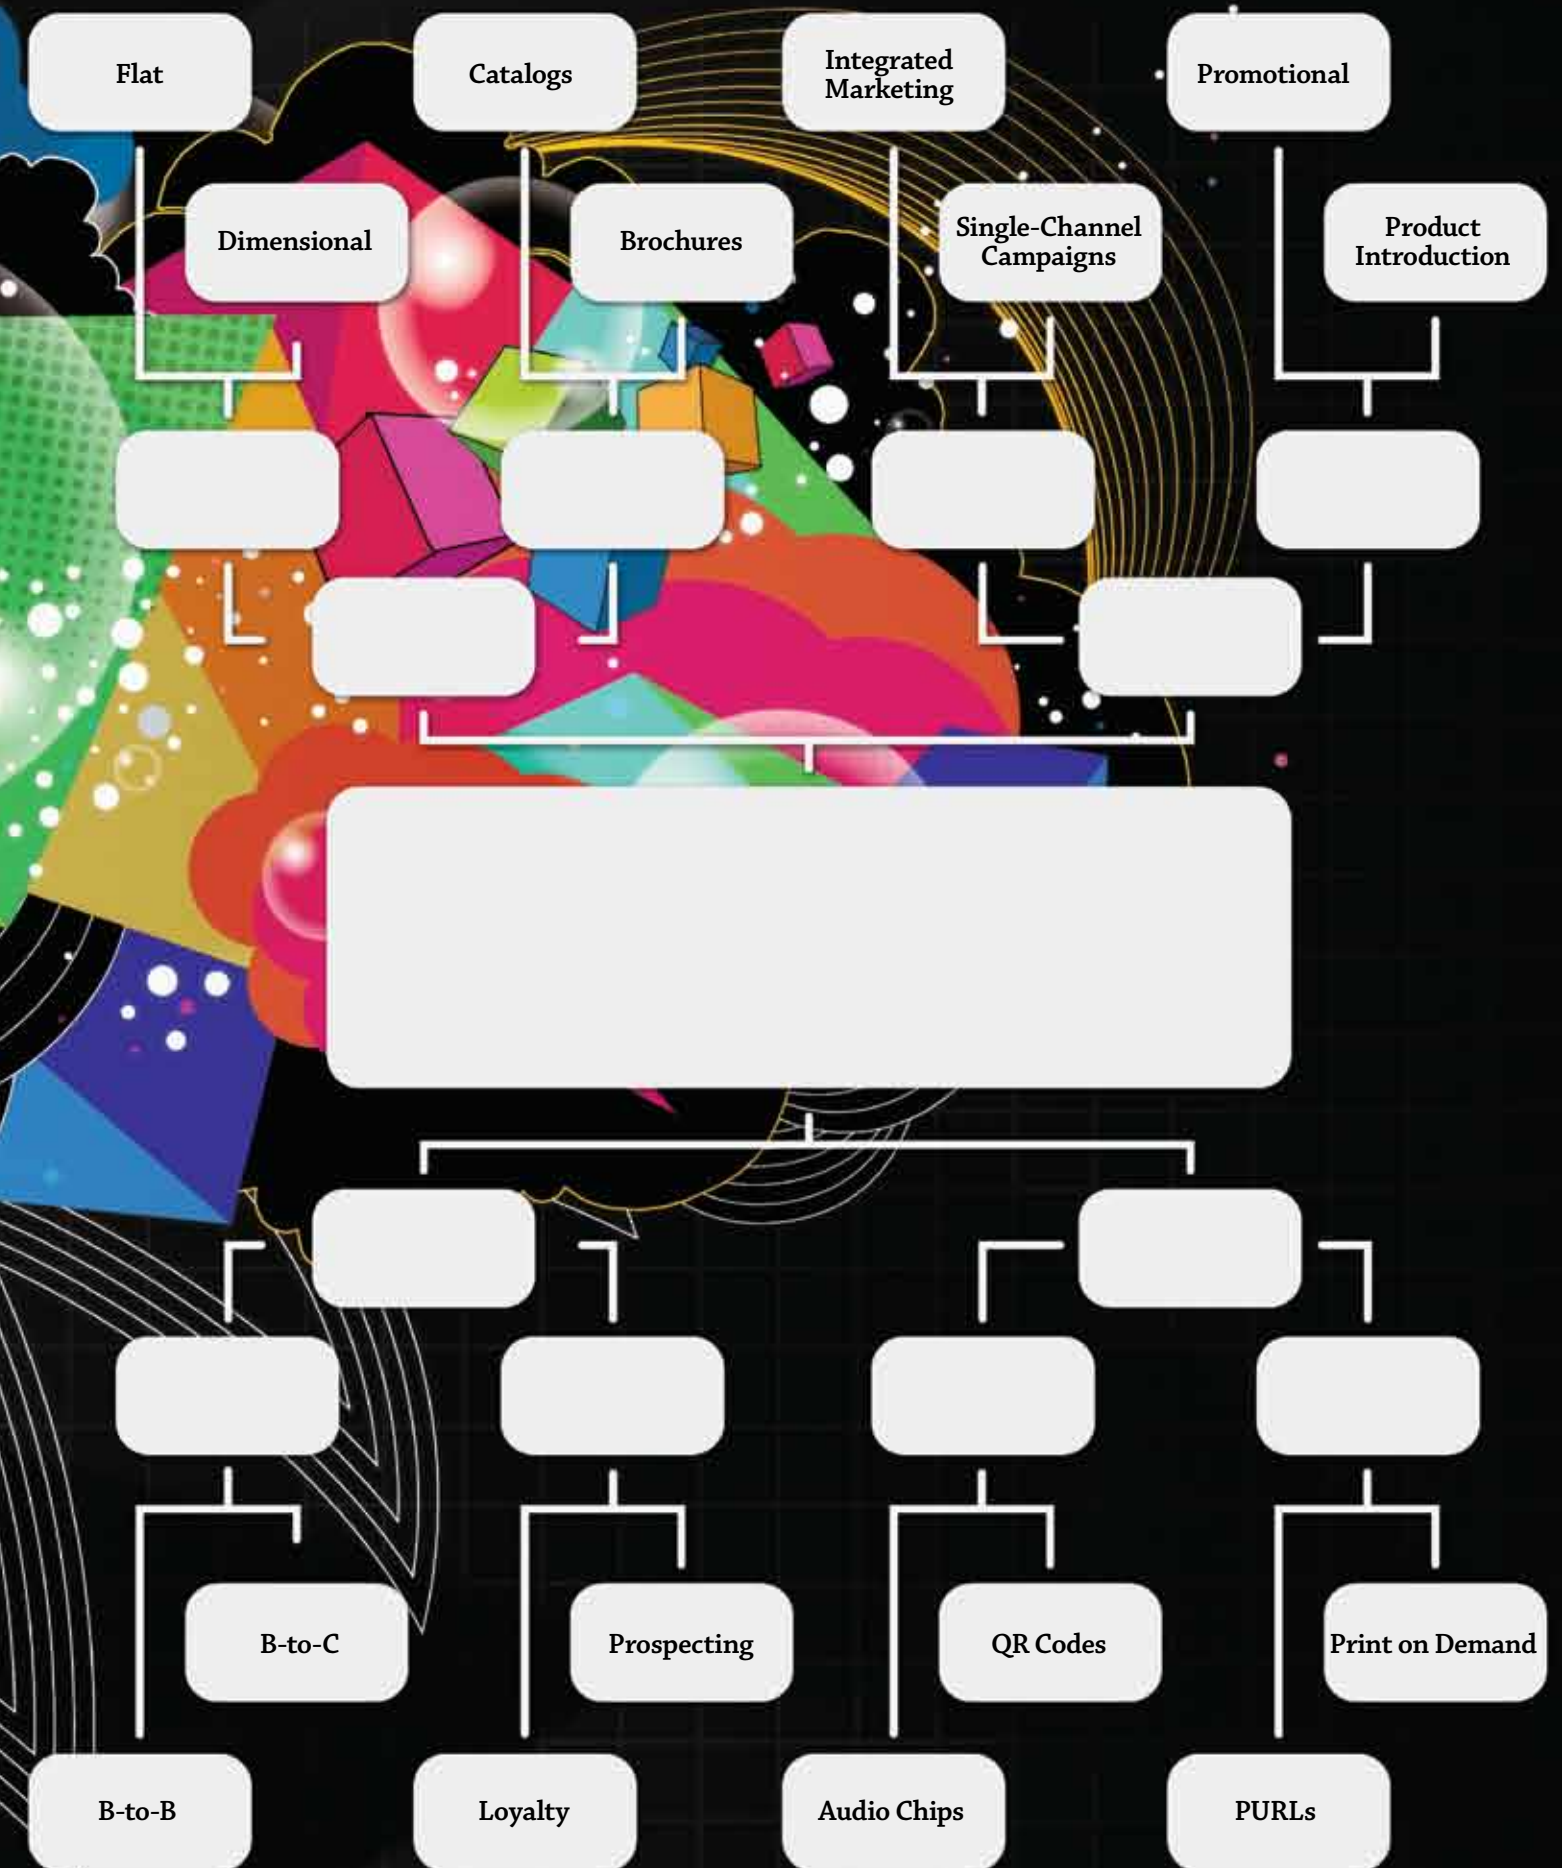 Flat
Catalogs
Integrated
Marketing
Promotional
Dimensional
Brochures
Single-Channel
Campaigns
Product
Introduction
B-to-C
Prospecting
QR Codes
Print on Demand
B-to-B
Loyalty
Audio Chips
PURLs